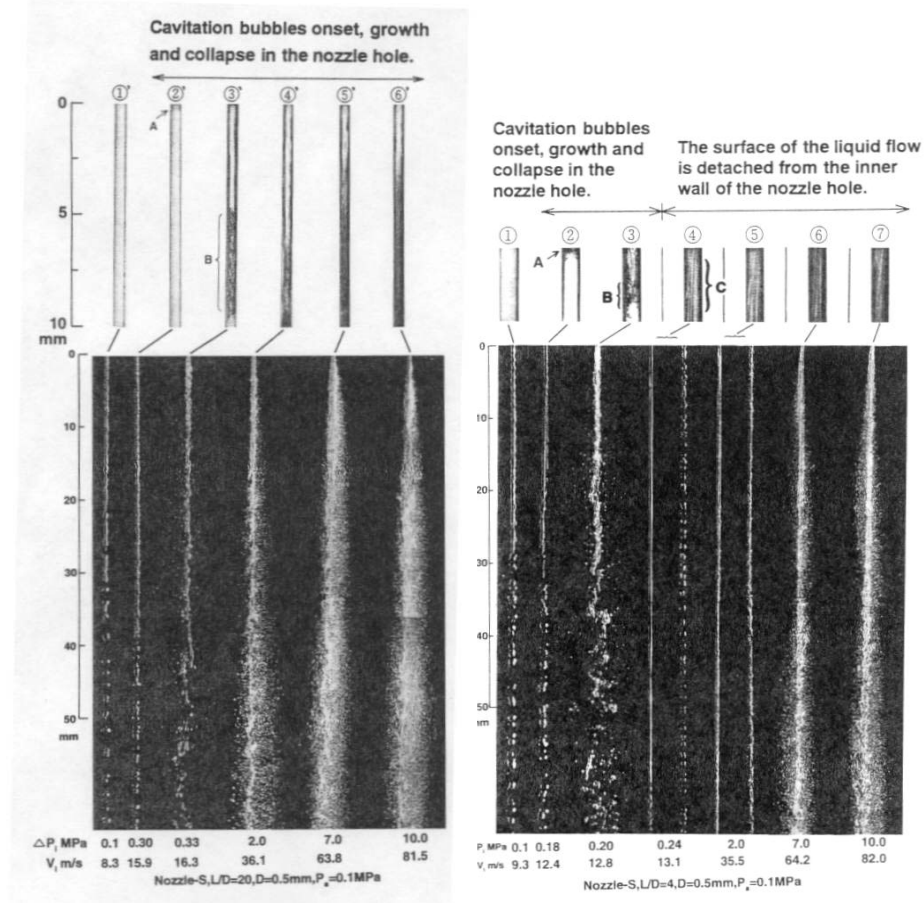 Cavitation bubbles onset, growth
and collapse in the nozzle hole.
①' ②' ③' ④' ⑤' ⑥'
0
A
5
B
10
mm
0
10
20
30
40
50
mm
△P, MPa 0.1 0.30 0.33 2.0 7.0 10.0
V, m/s 8.3 15.9 16.3 36.1 63.8 81.5
Nozzle-S,L/D=20,D=0.5mm,Pₐ=0.1MPa
Cavitation bubbles
onset, growth and
collapse in the
nozzle hole.
The surface of the liquid flow
is detached from the inner
wall of the nozzle hole.
① ② ③ ④ ⑤ ⑥ ⑦
A
B
C
0
10
20
30
40
50
P, MPa 0.1 0.18 0.20 0.24 2.0 7.0 10.0
V, m/s 9.3 12.4 12.8 13.1 35.5 64.2 82.0
Nozzle-S,L/D=4,D=0.5mm,Pₐ=0.1MPa